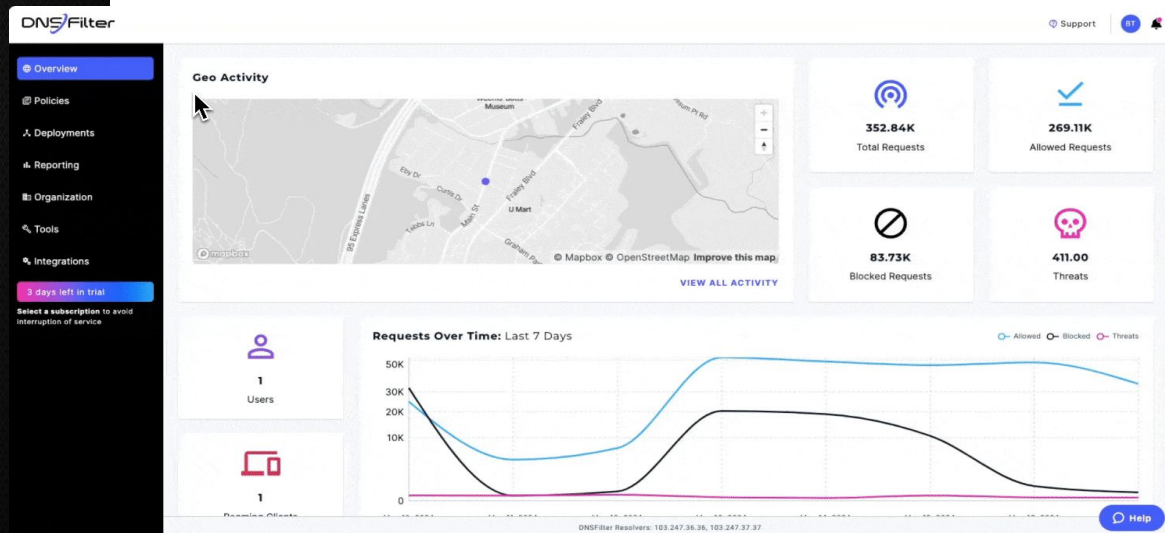 DNSFilter
Support
BT
Overview
Policies
Deployments
Reporting
Organization
Tools
Integrations
3 days left in trial
Select a subscription to avoid
interruption of service
Geo Activity
Museum
Fraley Blvd
Eby Dr
Curtis Dr
Fraley Blvd
U Mart
Main St
Tebbs Ln
95 Express Lanes
mapbox
© Mapbox © OpenStreetMap Improve this map
VIEW ALL ACTIVITY
352.84K
Total Requests
269.11K
Allowed Requests
83.73K
Blocked Requests
411.00
Threats
1
Users
1
Roaming Clients
Requests Over Time: Last 7 Days
Allowed
Blocked
Threats
50K
30K
20K
10K
0
DNSFilter Resolvers: 103.247.36.36, 103.247.37.37
Help